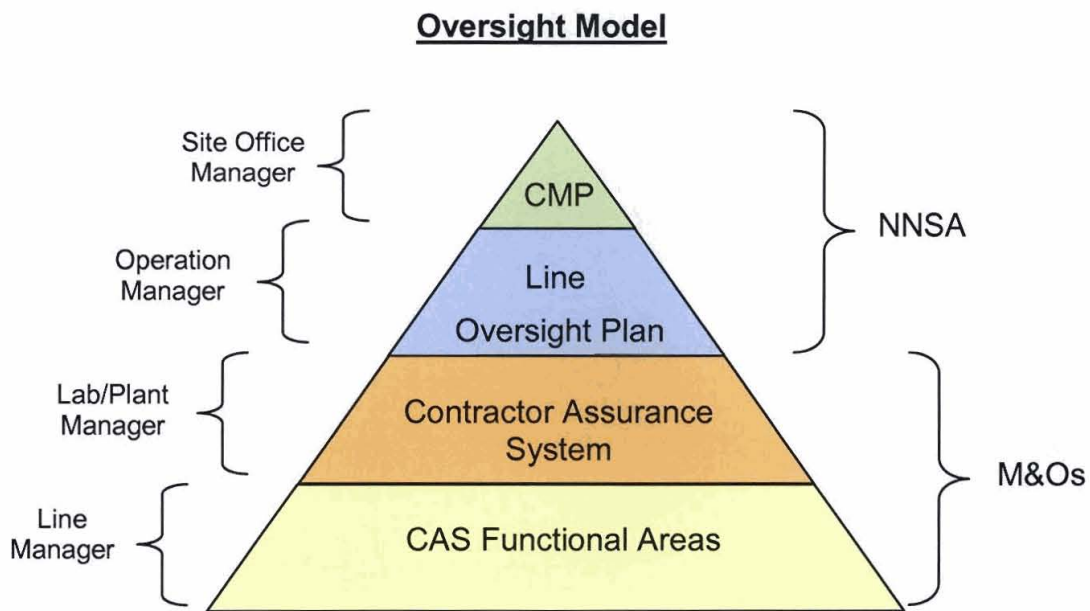 Oversight Model
Site Office
Manager
CMP
NNSA
Operation
Manager
Line
Oversight Plan
Lab/Plant
Manager
Contractor Assurance
System
M&Os
Line
Manager
CAS Functional Areas